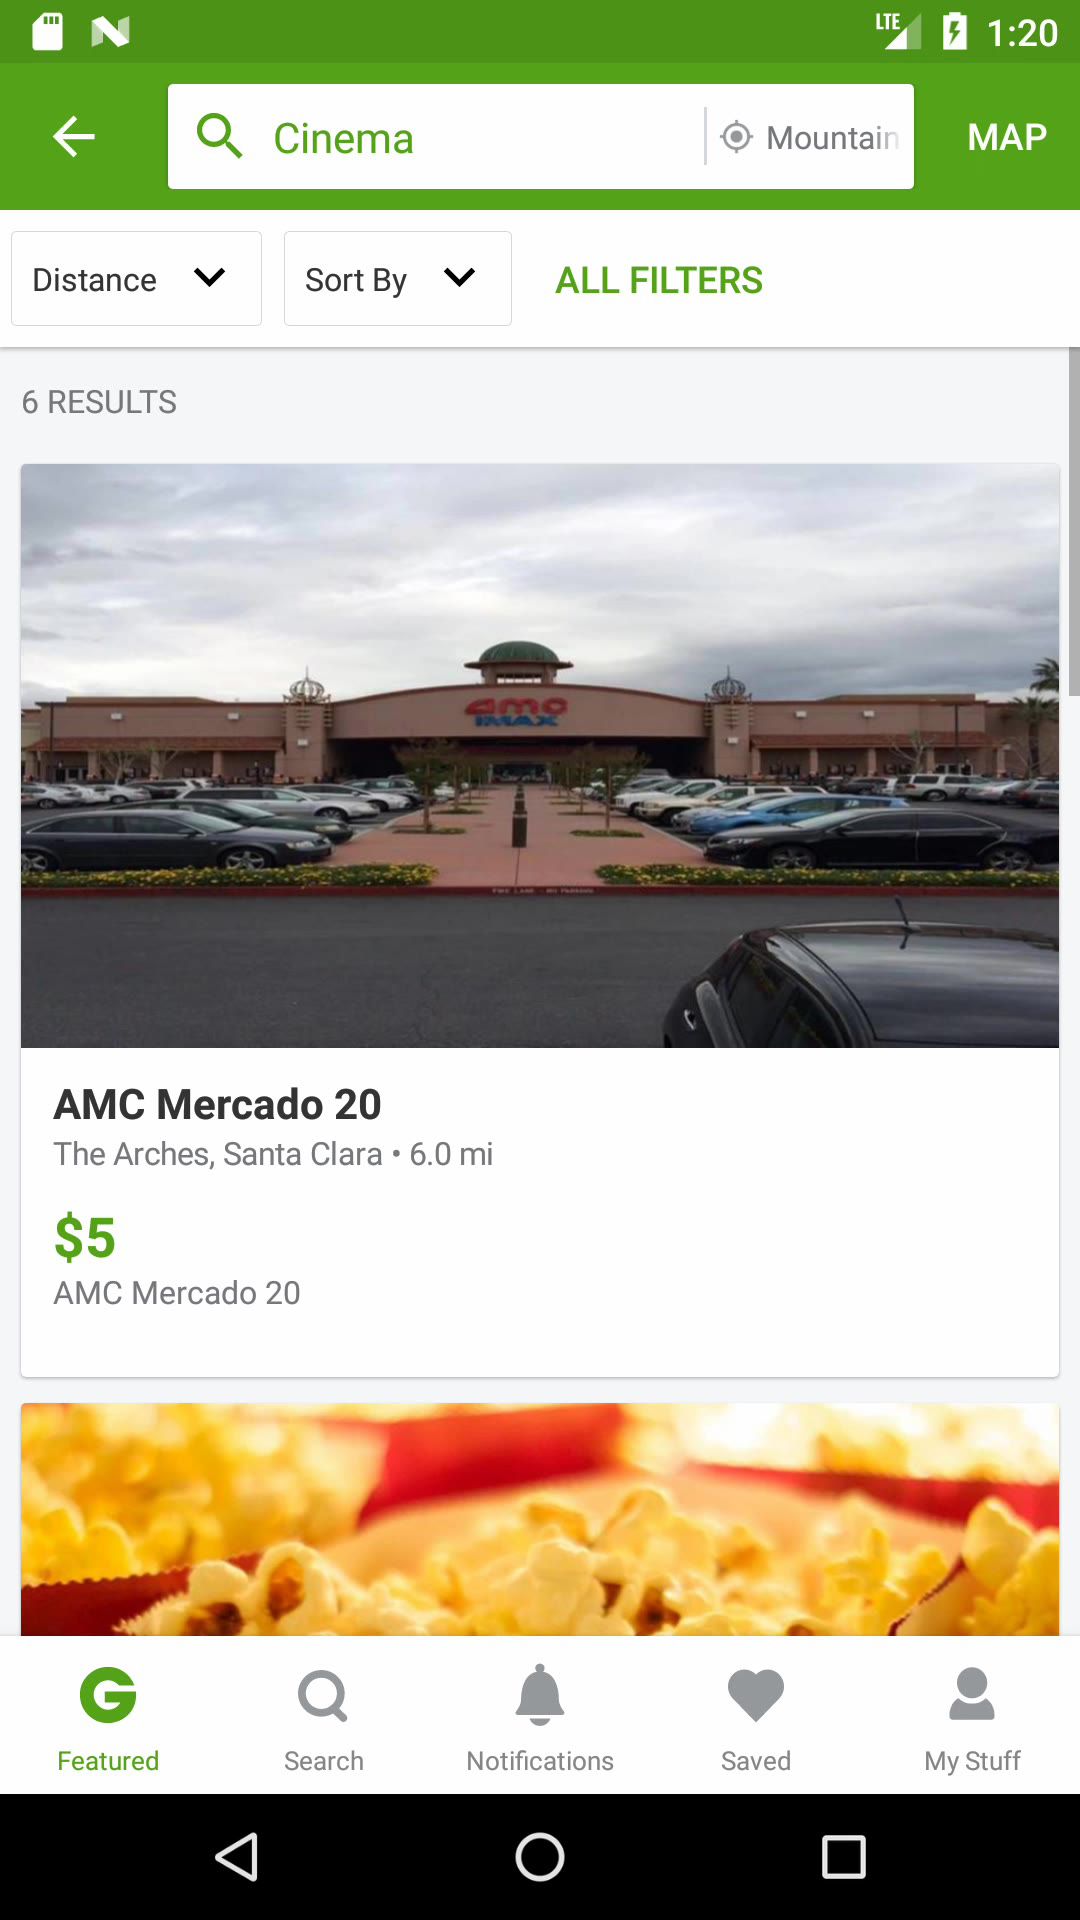 LTE 1:20
Cinema Mountain MAP
Distance Sort By ALL FILTERS
6 RESULTS
amc
IMAX
AMC Mercado 20
The Arches, Santa Clara • 6.0 mi
$5
AMC Mercado 20
Featured Search Notifications Saved My Stuff